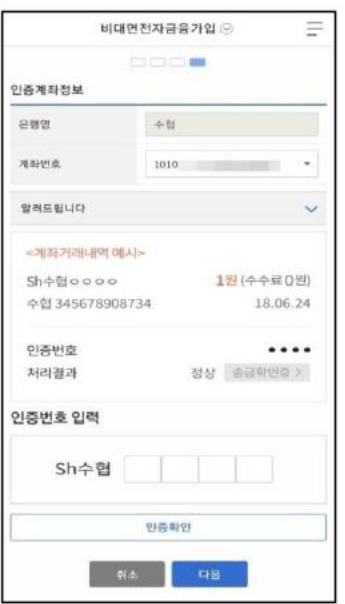 비대면전자금융가입
인증계좌정보
은행명 수협
계좌번호 1010
알려드립니다
<계좌거래내역 예시>
Sh수협ㅇㅇㅇㅇ 1원 (수수료0원)
수협 345678908734 18.06.24
인증번호 ●●●●
처리결과 정상 송금확인증 >
인증번호 입력
Sh수협
인증확인
취소 다음